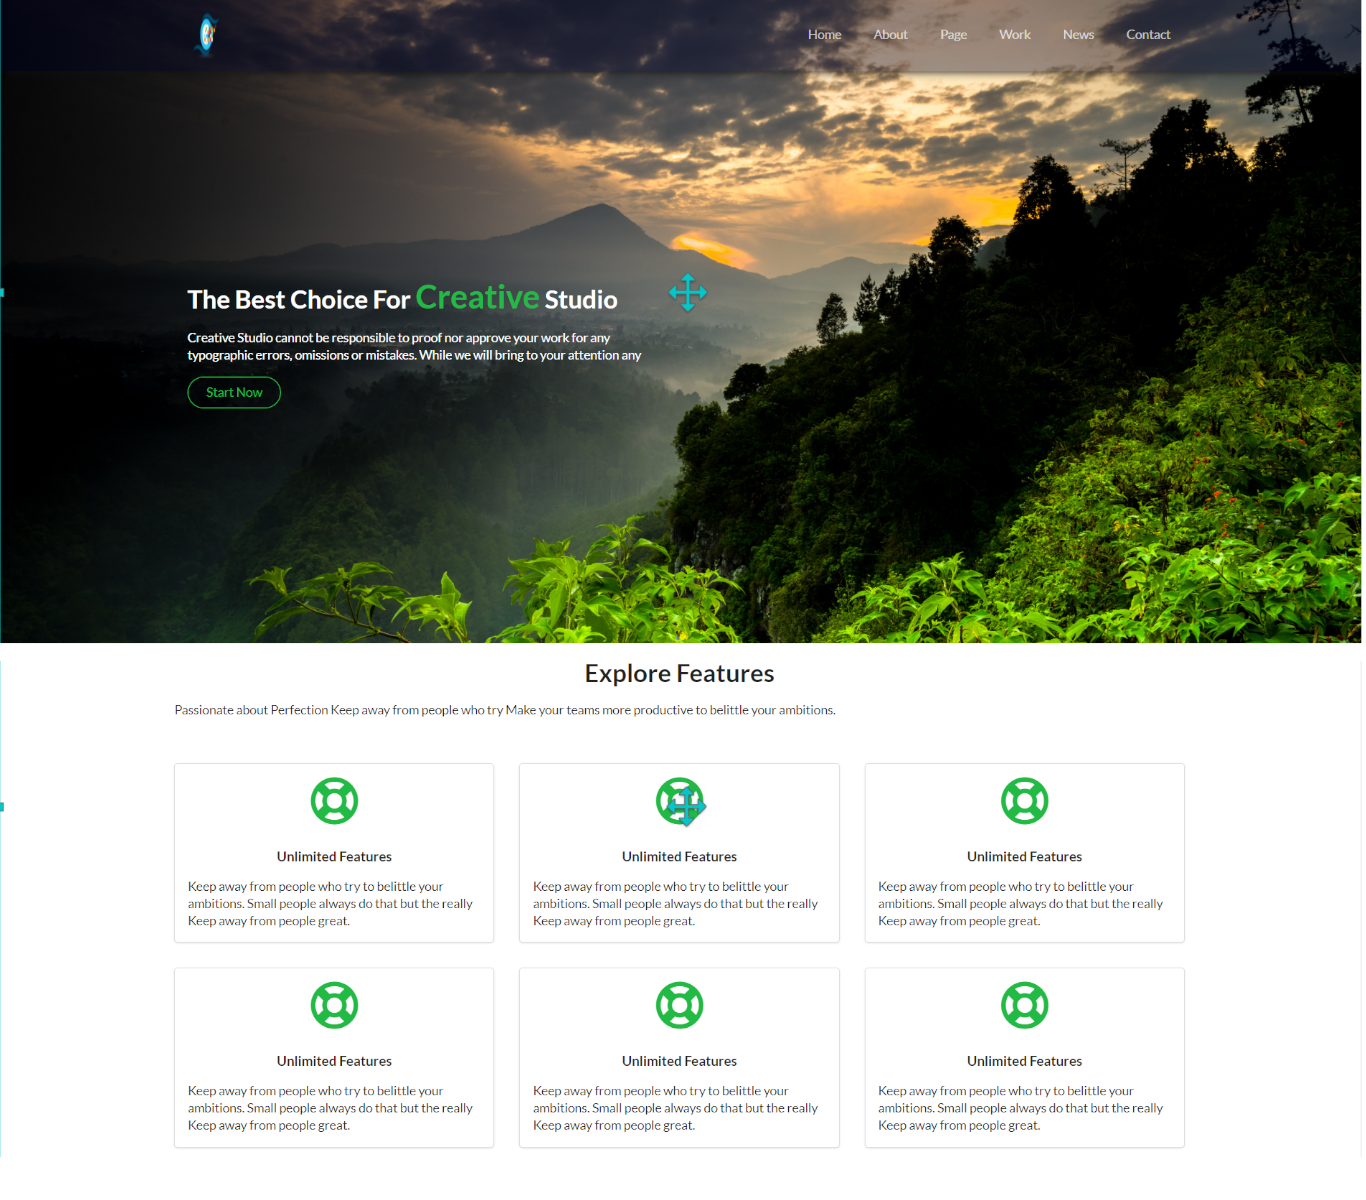 Home About Page Work News Contact
The Best Choice For Creative Studio
Creative Studio cannot be responsible to proof nor approve your work for any
typographic errors, omissions or mistakes. While we will bring to your attention any
Start Now
Explore Features
Passionate about Perfection Keep away from people who try Make your teams more productive to belittle your ambitions.
Unlimited Features
Keep away from people who try to belittle your
ambitions. Small people always do that but the really
Keep away from people great.
Unlimited Features
Keep away from people who try to belittle your
ambitions. Small people always do that but the really
Keep away from people great.
Unlimited Features
Keep away from people who try to belittle your
ambitions. Small people always do that but the really
Keep away from people great.
Unlimited Features
Keep away from people who try to belittle your
ambitions. Small people always do that but the really
Keep away from people great.
Unlimited Features
Keep away from people who try to belittle your
ambitions. Small people always do that but the really
Keep away from people great.
Unlimited Features
Keep away from people who try to belittle your
ambitions. Small people always do that but the really
Keep away from people great.